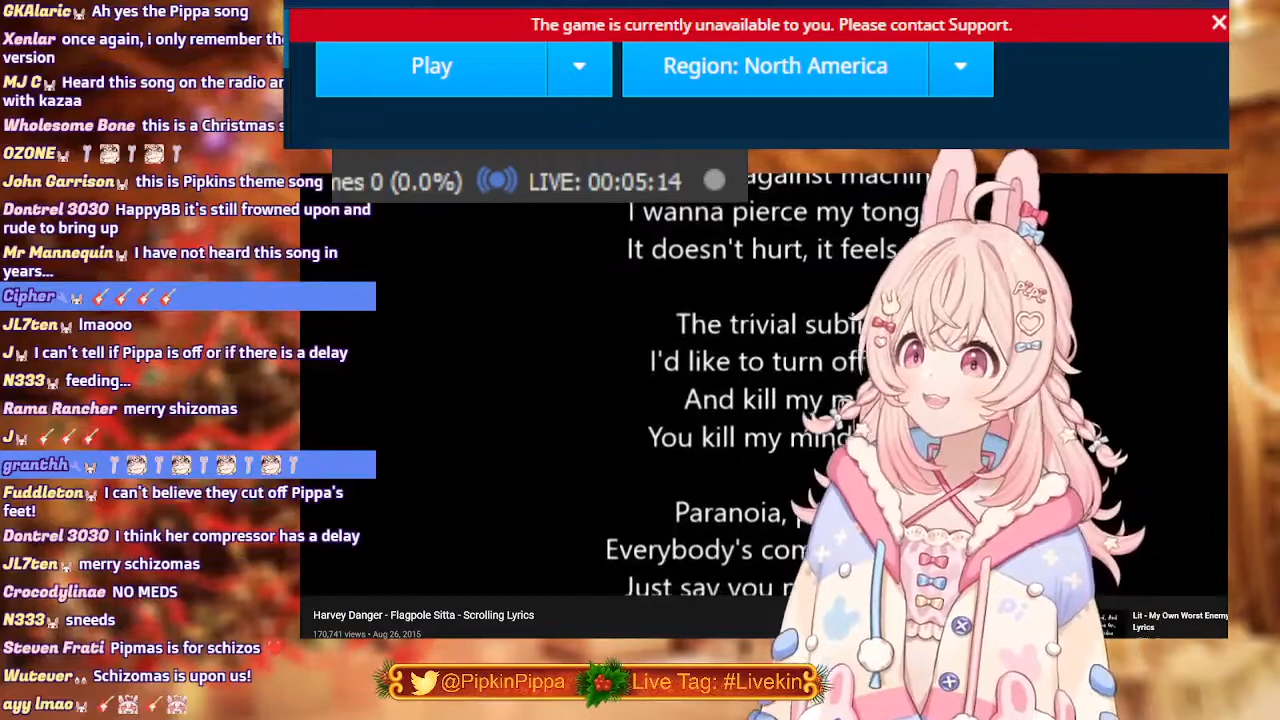 GKAlaric Ah yes the Pippa song
Xenlar once again, i only remember the
version
MJ C Heard this song on the radio an
with kazaa
Wholesome Bone this is a Christmas s
OZONE
John Garrison this is Pipkins theme song
Dontrel 3030 HappyBB it's still frowned upon and
rude to bring up
Mr Mannequin I have not heard this song in
years...
Cipher
JL7ten lmaooo
J I can't tell if Pippa is off or if there is a delay
N333 feeding...
Rama Rancher merry shizomas
J
granthh
Fuddleton I can't believe they cut off Pippa's
feet!
Dontrel 3030 I think her compressor has a delay
JL7ten merry schizomas
Crocodylinae NO MEDS
N333 sneeds
Steven Frati Pipmas is for schizos
Wutever Schizomas is upon us!
ayy lmao
The game is currently unavailable to you. Please contact Support.
Play
Region: North America
mes 0 (0.0%) LIVE: 00:05:14
against machin
I wanna pierce my tong
It doesn't hurt, it feels
The trivial subl
I'd like to turn off
And kill my m
You kill my mind
Paranoia, p
Everybody's com
Just say you n
Harvey Danger - Flagpole Sitta - Scrolling Lyrics
170,741 views • Aug 26, 2015
Lit - My Own Worst Enemy
Lyrics
PiPi
Pi
@PipkinPippa
Live Tag: #Livekin